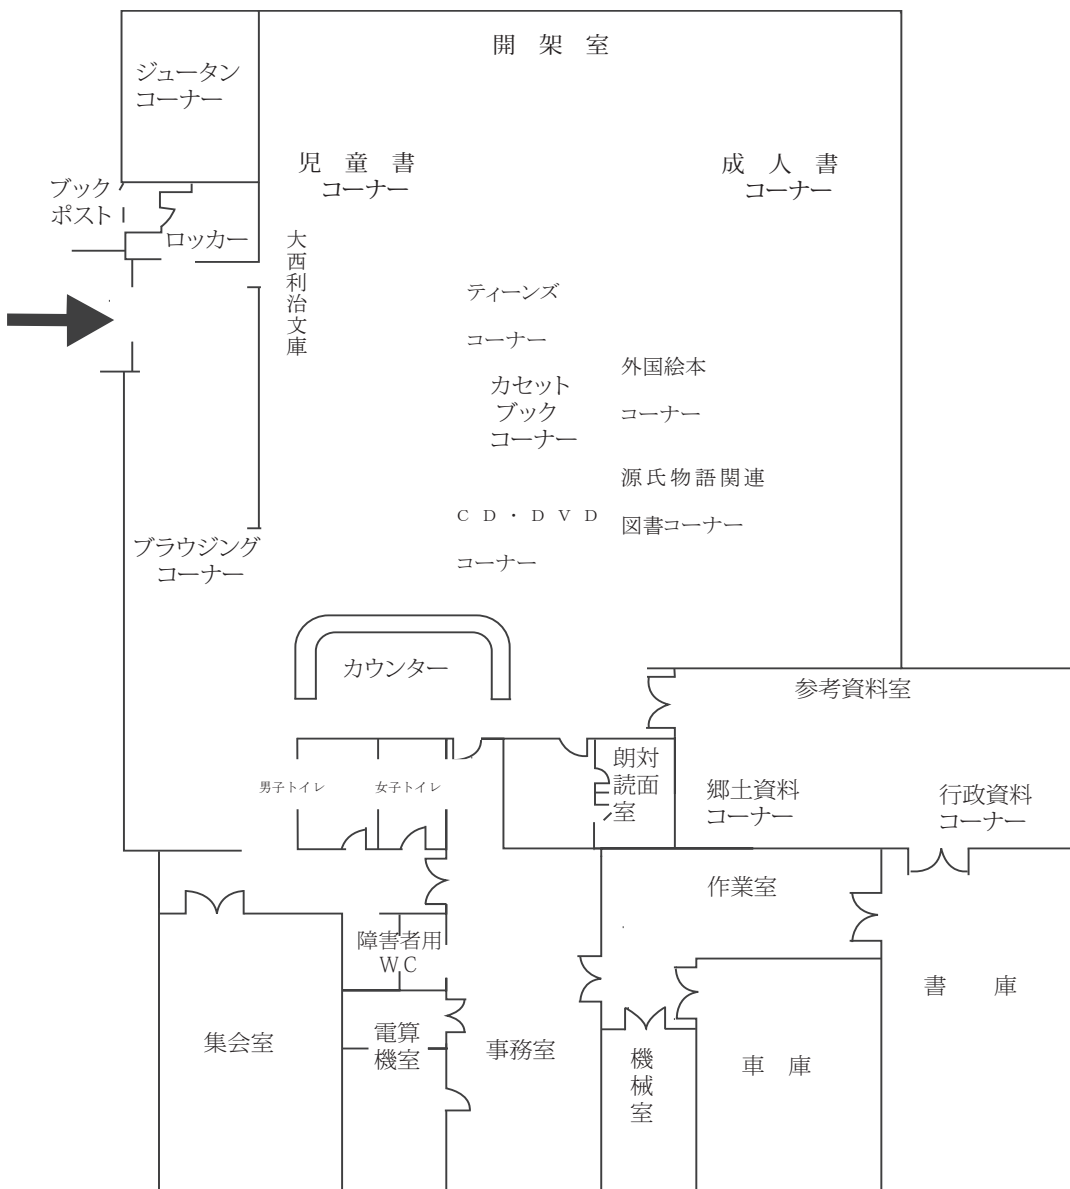 開架室
ジュータン
コーナー
児童書
コーナー
成人書
コーナー
ブック
ポスト
ロッカー
大西利治文庫
ティーンズ
コーナー
外国絵本
コーナー
カセット
ブック
コーナー
源氏物語関連
図書コーナー
ＣＤ・ＤＶＤ
コーナー
ブラウジング
コーナー
カウンター
参考資料室
男子トイレ
女子トイレ
朗読室
対面
郷土資料
コーナー
行政資料
コーナー
作業室
障害者用
ＷＣ
書庫
集会室
電算
機室
事務室
機械室
車庫